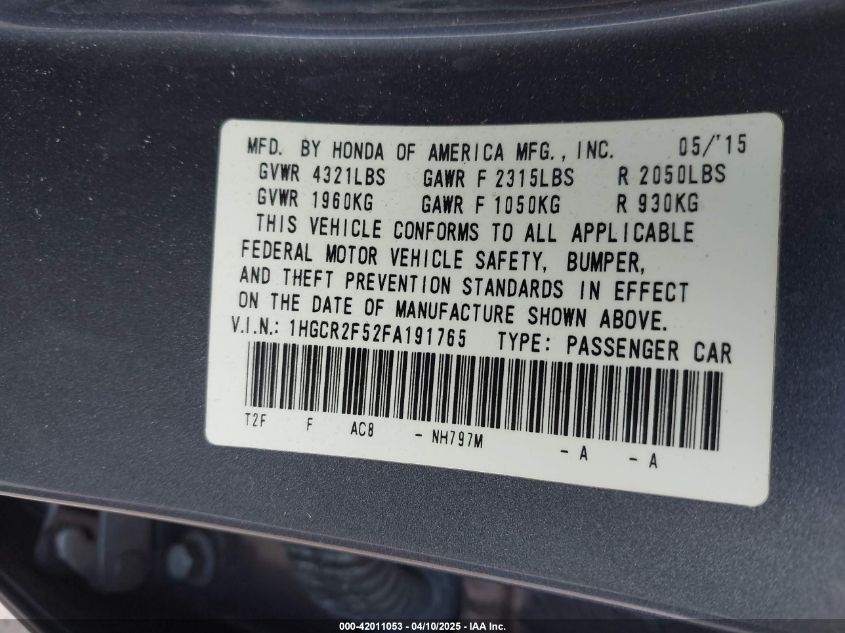 MFD. BY HONDA OF AMERICA MFG., INC. 05/'15
GVWR 4321LBS GAWR F 2315LBS R 2050LBS
GVWR 1960KG GAWR F 1050KG R 930KG
THIS VEHICLE CONFORMS TO ALL APPLICABLE
FEDERAL MOTOR VEHICLE SAFETY, BUMPER,
AND THEFT PREVENTION STANDARDS IN EFFECT
ON THE DATE OF MANUFACTURE SHOWN ABOVE.
V.I.N.: 1HGCR2F52FA191765 TYPE: PASSENGER CAR
T2F F AC8 - NH797M - A - A
000-42011053 - 04/10/2025 - IAA Inc.